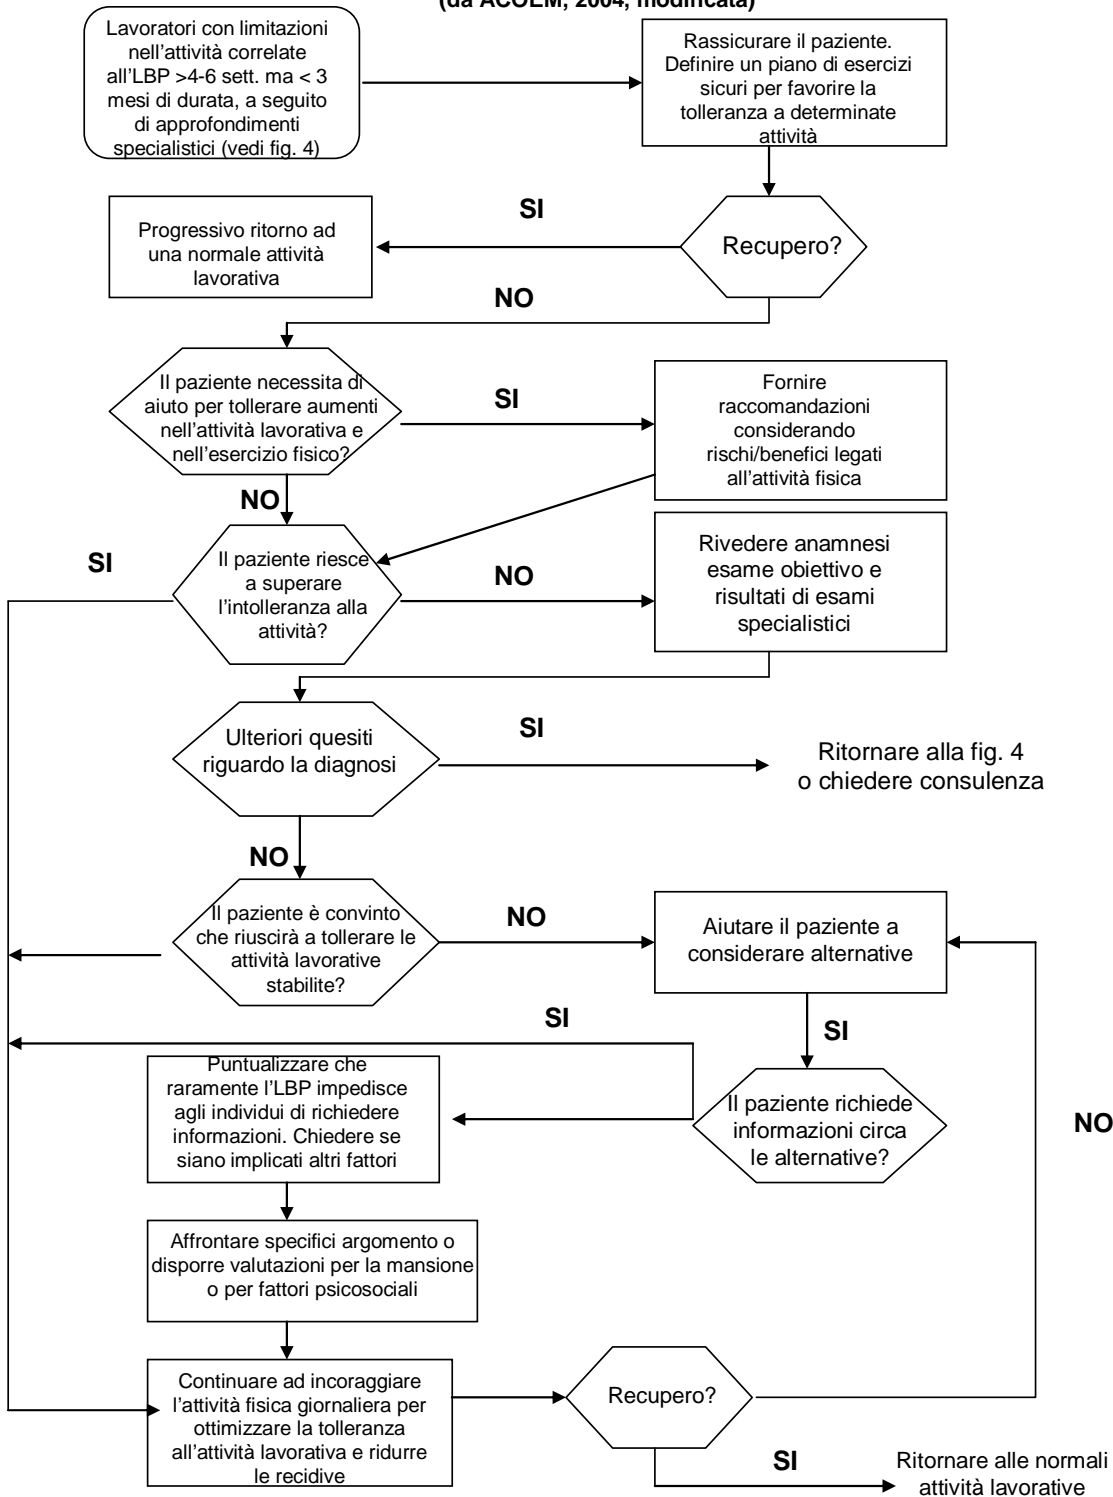 (da ACOEM, 2004, modificata)
Lavoratori con limitazioni
nell'attività correlate
all'LBP >4-6 sett. ma < 3
mesi di durata, a seguito
di approfondimenti
specialistici (vedi fig. 4)
Rassicurare il paziente.
Definire un piano di esercizi
sicuri per favorire la
tolleranza a determinate
attività
SI
Recupero?
Progressivo ritorno ad
una normale attività
lavorativa
NO
Il paziente necessita di
aiuto per tollerare aumenti
nell'attività lavorativa e
nell'esercizio fisico?
SI
Fornire
raccomandazioni
considerando
rischi/benefici legati
all'attività fisica
NO
SI
Il paziente riesce
a superare
l'intolleranza alla
attività?
NO
Rivedere anamnesi
esame obiettivo e
risultati di esami
specialistici
Ulteriori quesiti
riguardo la diagnosi
SI
Ritornare alla fig. 4
o chiedere consulenza
NO
Il paziente è convinto
che riuscirà a tollerare le
attività lavorative
stabilite?
NO
Aiutare il paziente a
considerare alternative
SI
SI
Puntualizzare che
raramente l'LBP impedisce
agli individui di richiedere
informazioni. Chiedere se
siano implicati altri fattori
Il paziente richiede
informazioni circa
le alternative?
NO
Affrontare specifici argomento o
disporre valutazioni per la mansione
o per fattori psicosociali
Continuare ad incoraggiare
l'attività fisica giornaliera per
ottimizzare la tolleranza
all'attività lavorativa e ridurre
le recidive
Recupero?
SI
Ritornare alle normali
attività lavorative